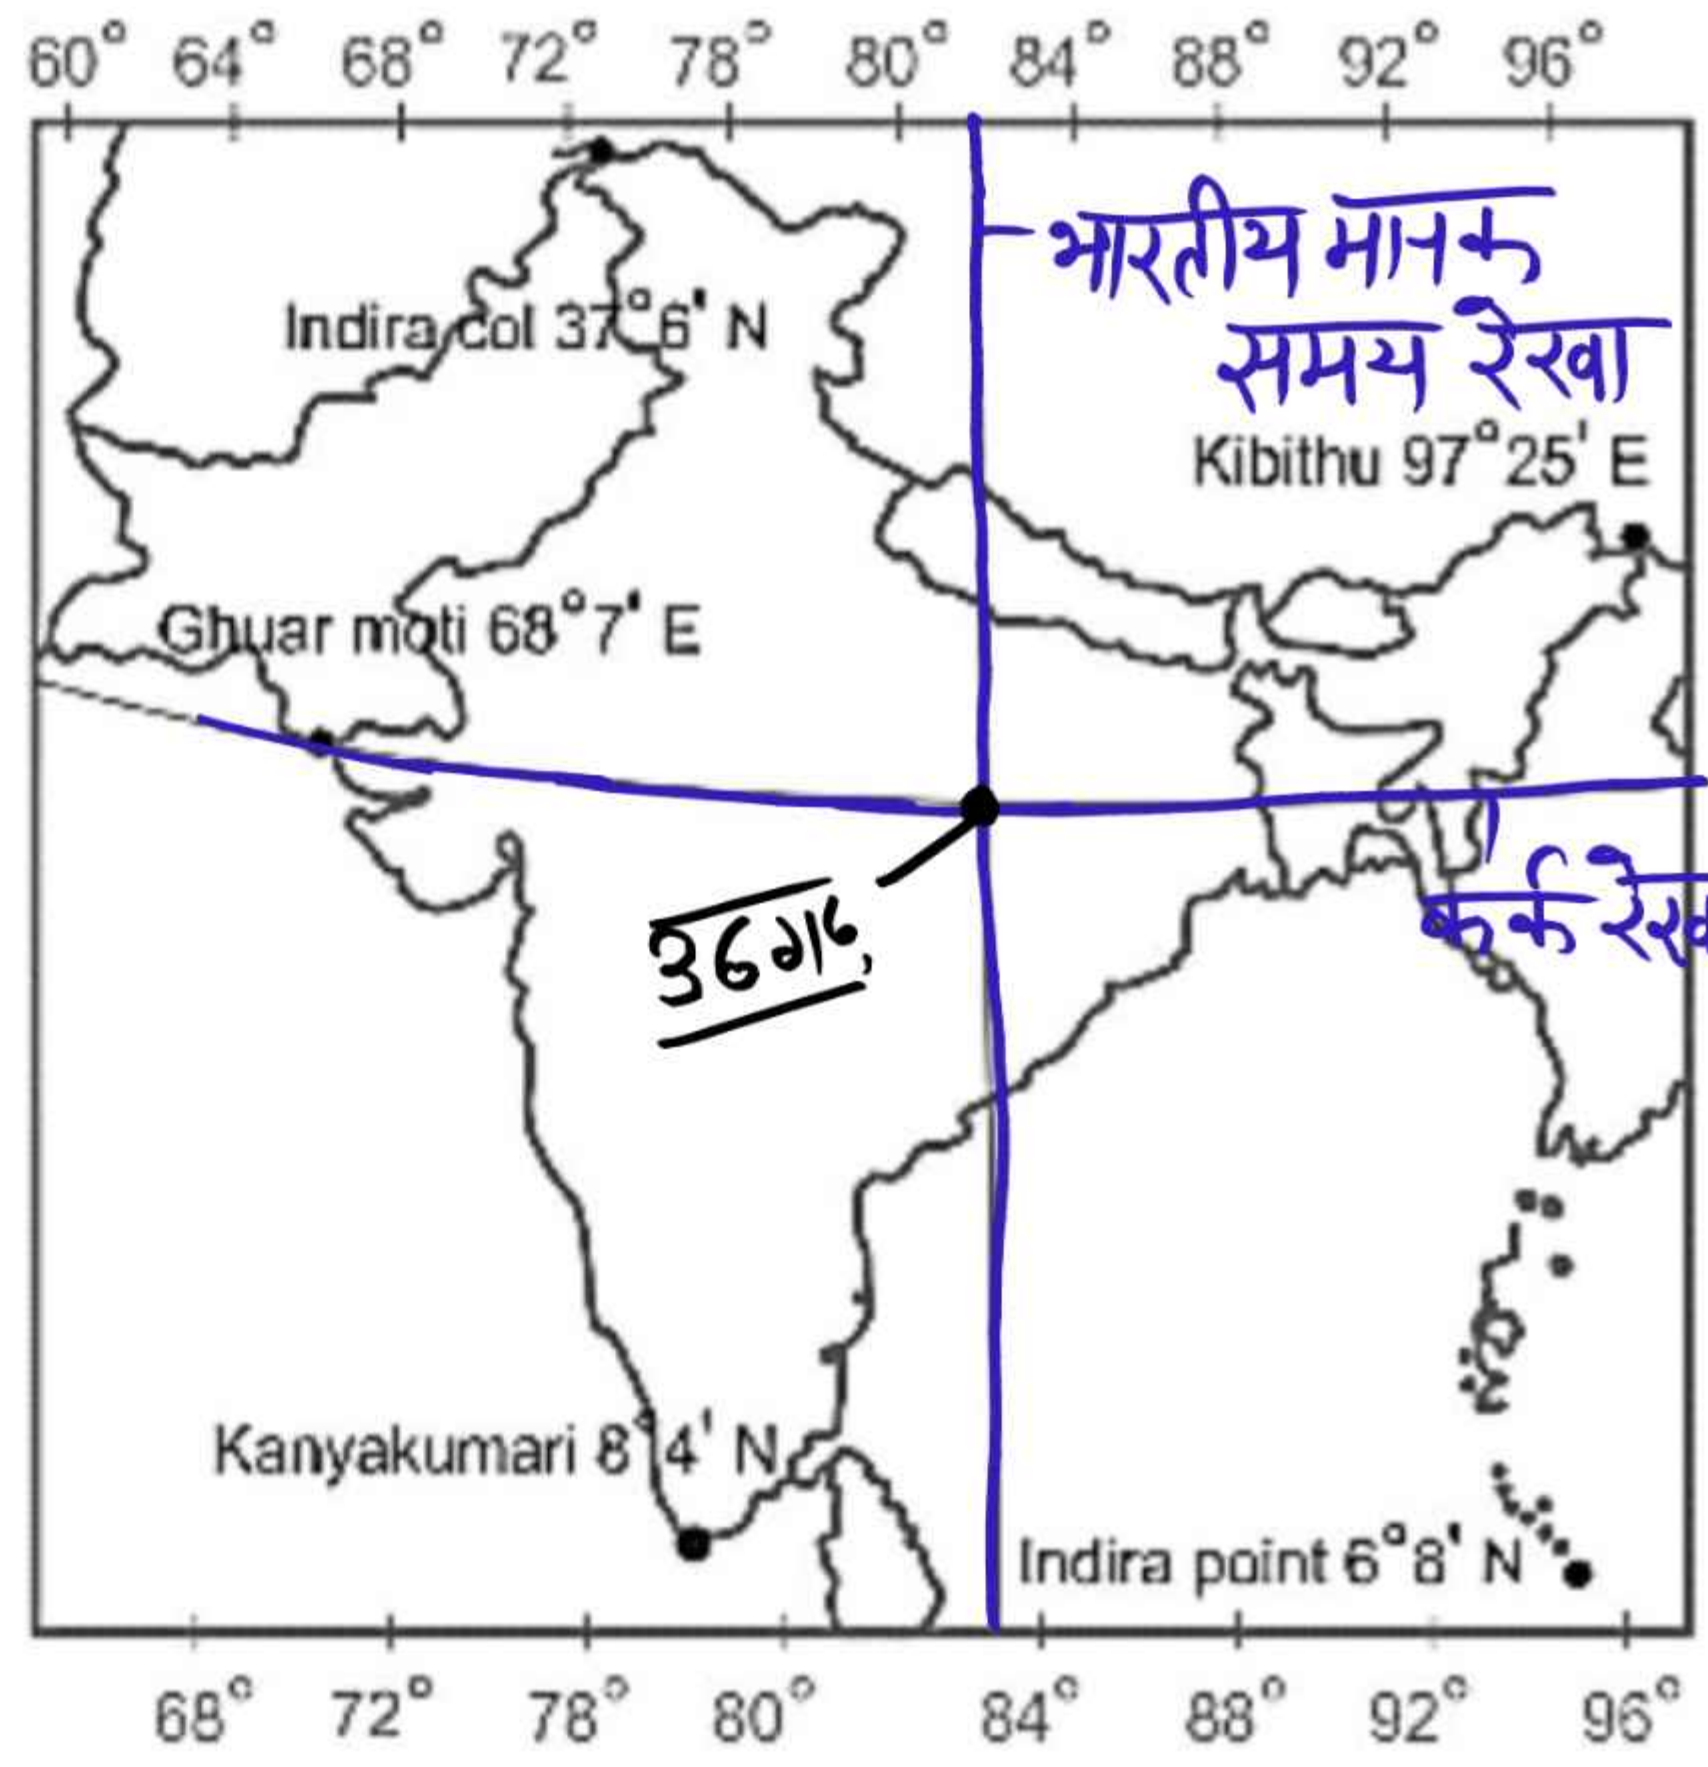 60° 64° 68° 72° 78° 80° 84° 88° 92° 96°
भारतीय मानक
समय रेखा
Indira col 37°6' N
Kibithu 97°25' E
Ghuar moti 68°7' E
कर्क रेख
36गढ़
Kanyakumari 8°4' N
Indira point 6°8' N
68° 72° 78° 80° 84° 88° 92° 96°